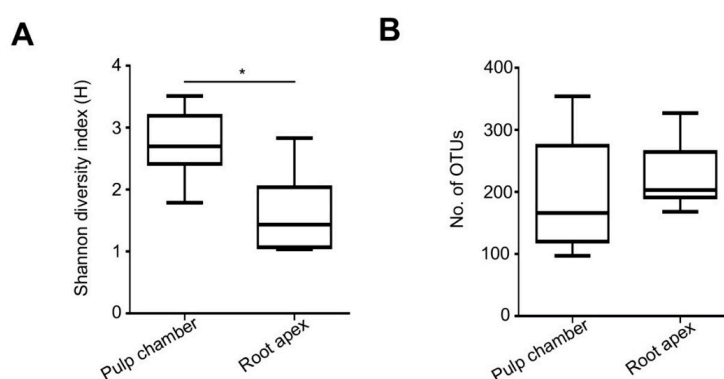 A
Shannon diversity index (H)
4
3
2
1
0
*
Pulp chamber
Root apex
B
No. of OTUs
400
300
200
100
0
Pulp chamber
Root apex